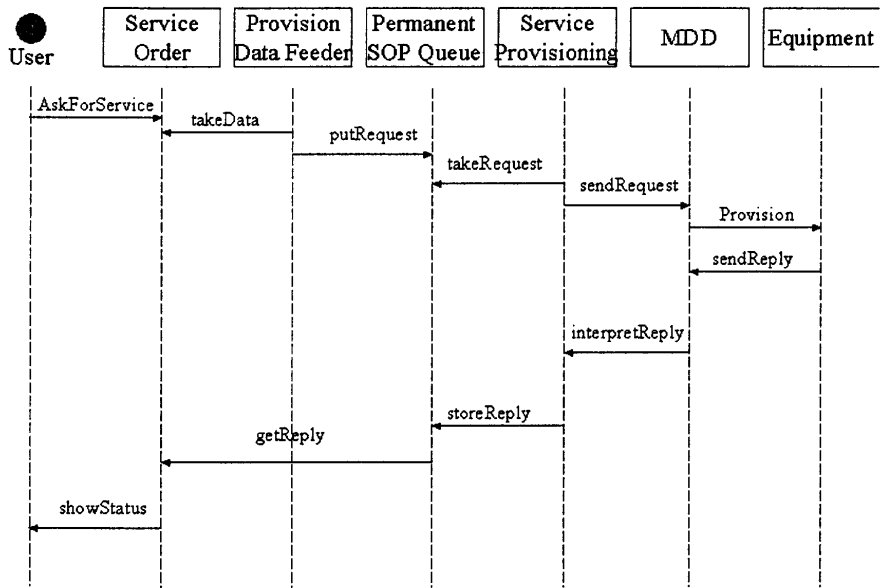 User
Service
Order
Provision
Data Feeder
Permanent
SOP Queue
Service
Provisioning
MDD
Equipment
AskForService
takeData
putRequest
takeRequest
sendRequest
Provision
sendReply
interpretReply
storeReply
getReply
showStatus